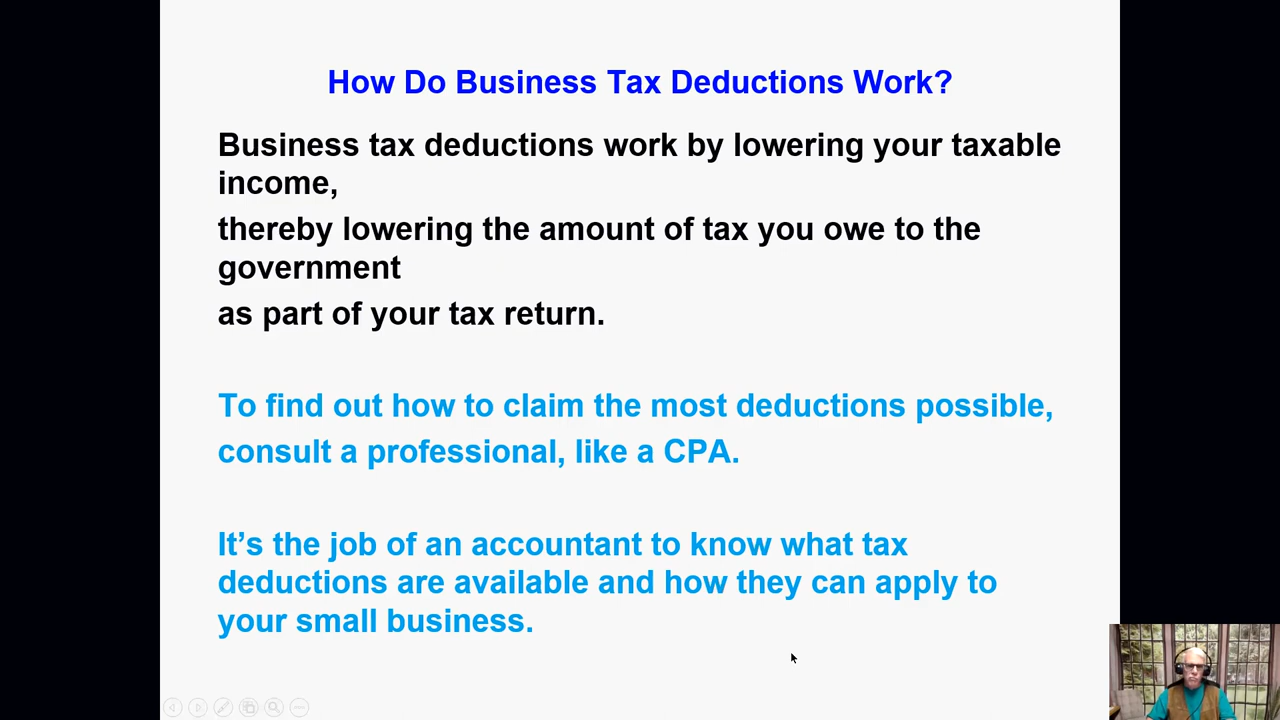 How Do Business Tax Deductions Work?
Business tax deductions work by lowering your taxable
income,
thereby lowering the amount of tax you owe to the
government
as part of your tax return.
To find out how to claim the most deductions possible,
consult a professional, like a CPA.
It’s the job of an accountant to know what tax
deductions are available and how they can apply to
your small business.